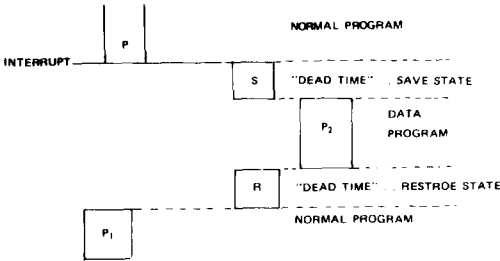 NORMAL PROGRAM
P
INTERRUPT
S
"DEAD TIME" . . SAVE STATE
DATA
PROGRAM
P2
R
"DEAD TIME" . . RESTROE STATE
NORMAL PROGRAM
P1